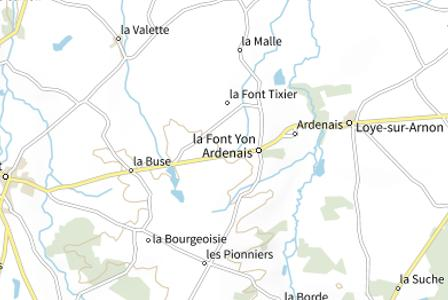 la Valette
la Malle
la Font Tixier
Ardenais
Loye-sur-Arnon
la Font Yon
Ardenais
la Buse
la Bourgeoisie
les Pionniers
la Suche
la Borde